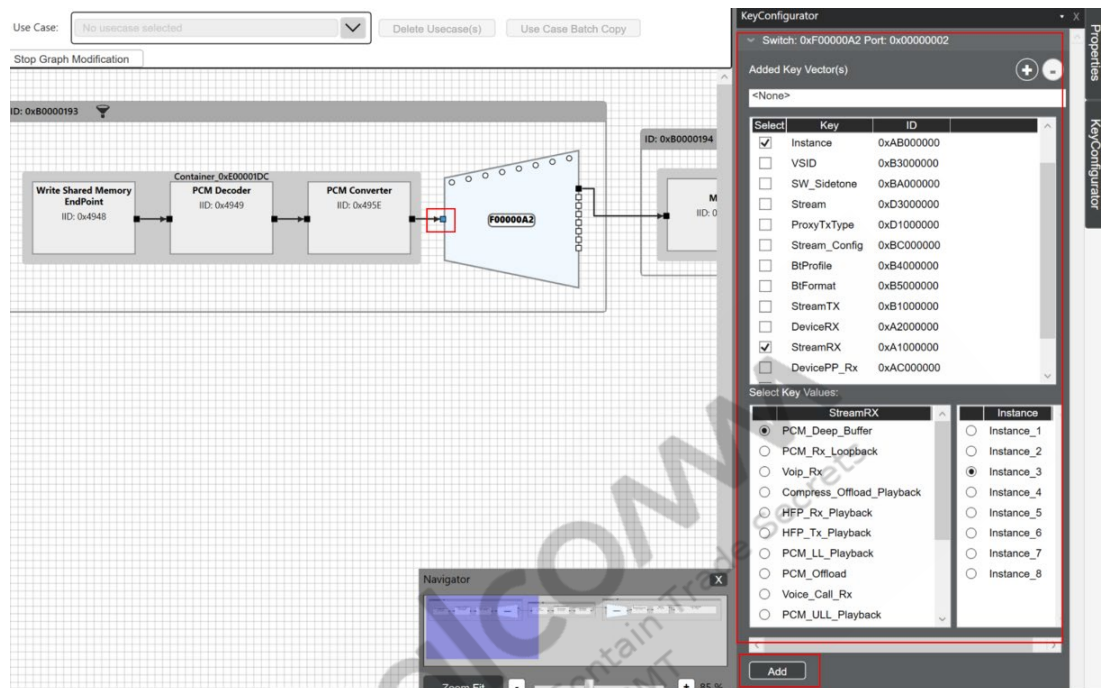 Use Case:
No usecase selected
Delete Usecase(s)
Use Case Batch Copy
Stop Graph Modification
ID: 0xB0000193
Container_0xE00001DC
Write Shared Memory
EndPoint
IID: 0x4948
PCM Decoder
IID: 0x4949
PCM Converter
IID: 0x495E
F00000A2
ID: 0xB0000194
M
IID: 0
Navigator
X
Zoom Fit
-
+
85 %
KeyConfigurator
X
Switch: 0xF00000A2 Port: 0x00000002
Added Key Vector(s)
+
-
<None>
Select Key ID
Instance 0xAB000000
VSID 0xB3000000
SW_Sidetone 0xBA000000
Stream 0xD3000000
ProxyTxType 0xD1000000
Stream_Config 0xBC000000
BtProfile 0xB4000000
BtFormat 0xB5000000
StreamTX 0xB1000000
DeviceRX 0xA2000000
StreamRX 0xA1000000
DevicePP_Rx 0xAC000000
Select Key Values:
StreamRX Instance
PCM_Deep_Buffer Instance_1
PCM_Rx_Loopback Instance_2
Voip_Rx Instance_3
Compress_Offload_Playback Instance_4
HFP_Rx_Playback Instance_5
HFP_Tx_Playback Instance_6
PCM_LL_Playback Instance_7
PCM_Offload Instance_8
Voice_Call_Rx
PCM_ULL_Playback
Add
Properties
KeyConfigurator
ontain Trade Secrets